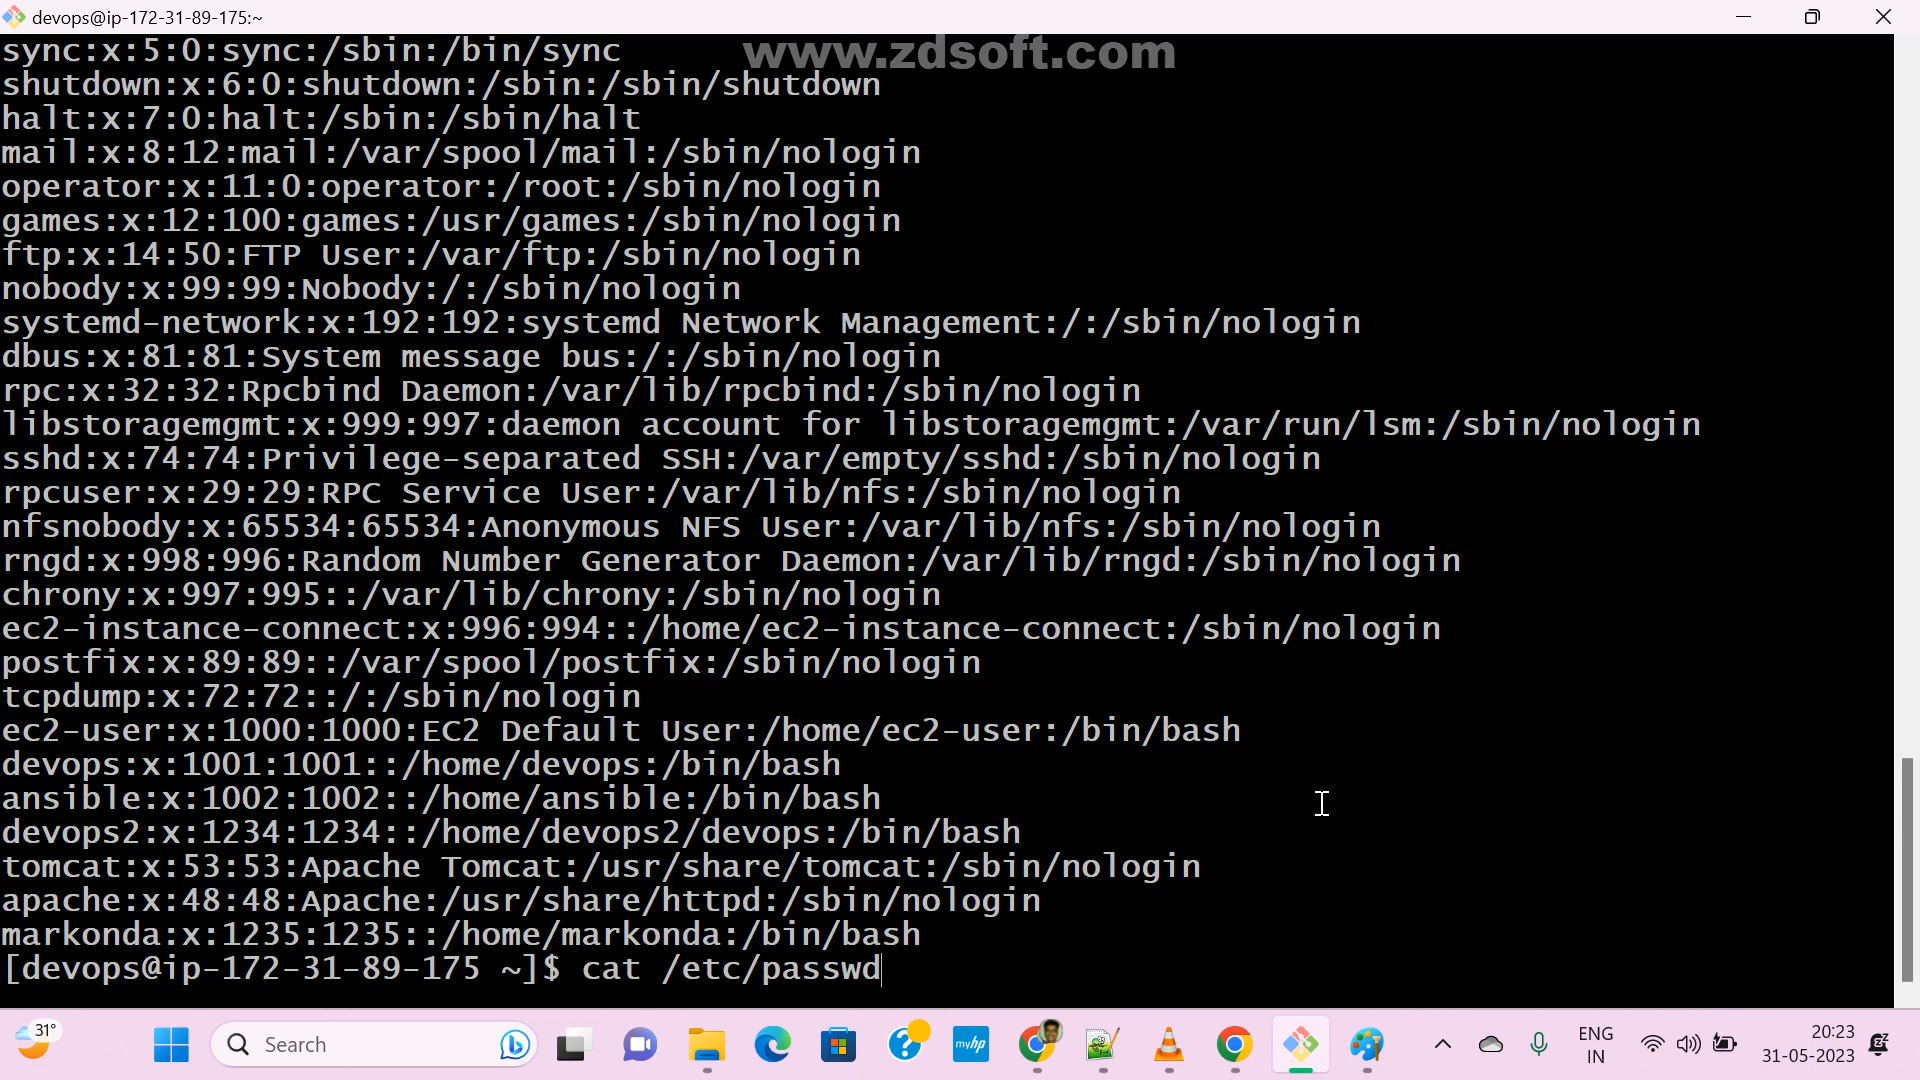 devops@ip-172-31-89-175:~
www.zdsoft.com
sync:x:5:0:sync:/sbin:/bin/sync
shutdown:x:6:0:shutdown:/sbin:/sbin/shutdown
halt:x:7:0:halt:/sbin:/sbin/halt
mail:x:8:12:mail:/var/spool/mail:/sbin/nologin
operator:x:11:0:operator:/root:/sbin/nologin
games:x:12:100:games:/usr/games:/sbin/nologin
ftp:x:14:50:FTP User:/var/ftp:/sbin/nologin
nobody:x:99:99:Nobody:/:/sbin/nologin
systemd-network:x:192:192:systemd Network Management:/:/sbin/nologin
dbus:x:81:81:System message bus:/:/sbin/nologin
rpc:x:32:32:Rpcbind Daemon:/var/lib/rpcbind:/sbin/nologin
libstoragemgmt:x:999:997:daemon account for libstoragemgmt:/var/run/lsm:/sbin/nologin
sshd:x:74:74:Privilege-separated SSH:/var/empty/sshd:/sbin/nologin
rpcuser:x:29:29:RPC Service User:/var/lib/nfs:/sbin/nologin
nfsnobody:x:65534:65534:Anonymous NFS User:/var/lib/nfs:/sbin/nologin
rngd:x:998:996:Random Number Generator Daemon:/var/lib/rngd:/sbin/nologin
chrony:x:997:995::/var/lib/chrony:/sbin/nologin
ec2-instance-connect:x:996:994::/home/ec2-instance-connect:/sbin/nologin
postfix:x:89:89::/var/spool/postfix:/sbin/nologin
tcpdump:x:72:72::/:/sbin/nologin
ec2-user:x:1000:1000:EC2 Default User:/home/ec2-user:/bin/bash
devops:x:1001:1001::/home/devops:/bin/bash
ansible:x:1002:1002::/home/ansible:/bin/bash
devops2:x:1234:1234::/home/devops2/devops:/bin/bash
tomcat:x:53:53:Apache Tomcat:/usr/share/tomcat:/sbin/nologin
apache:x:48:48:Apache:/usr/share/httpd:/sbin/nologin
markonda:x:1235:1235::/home/markonda:/bin/bash
[devops@ip-172-31-89-175 ~]$ cat /etc/passwd
31°
Search
myhp
ENG
IN
20:23
31-05-2023